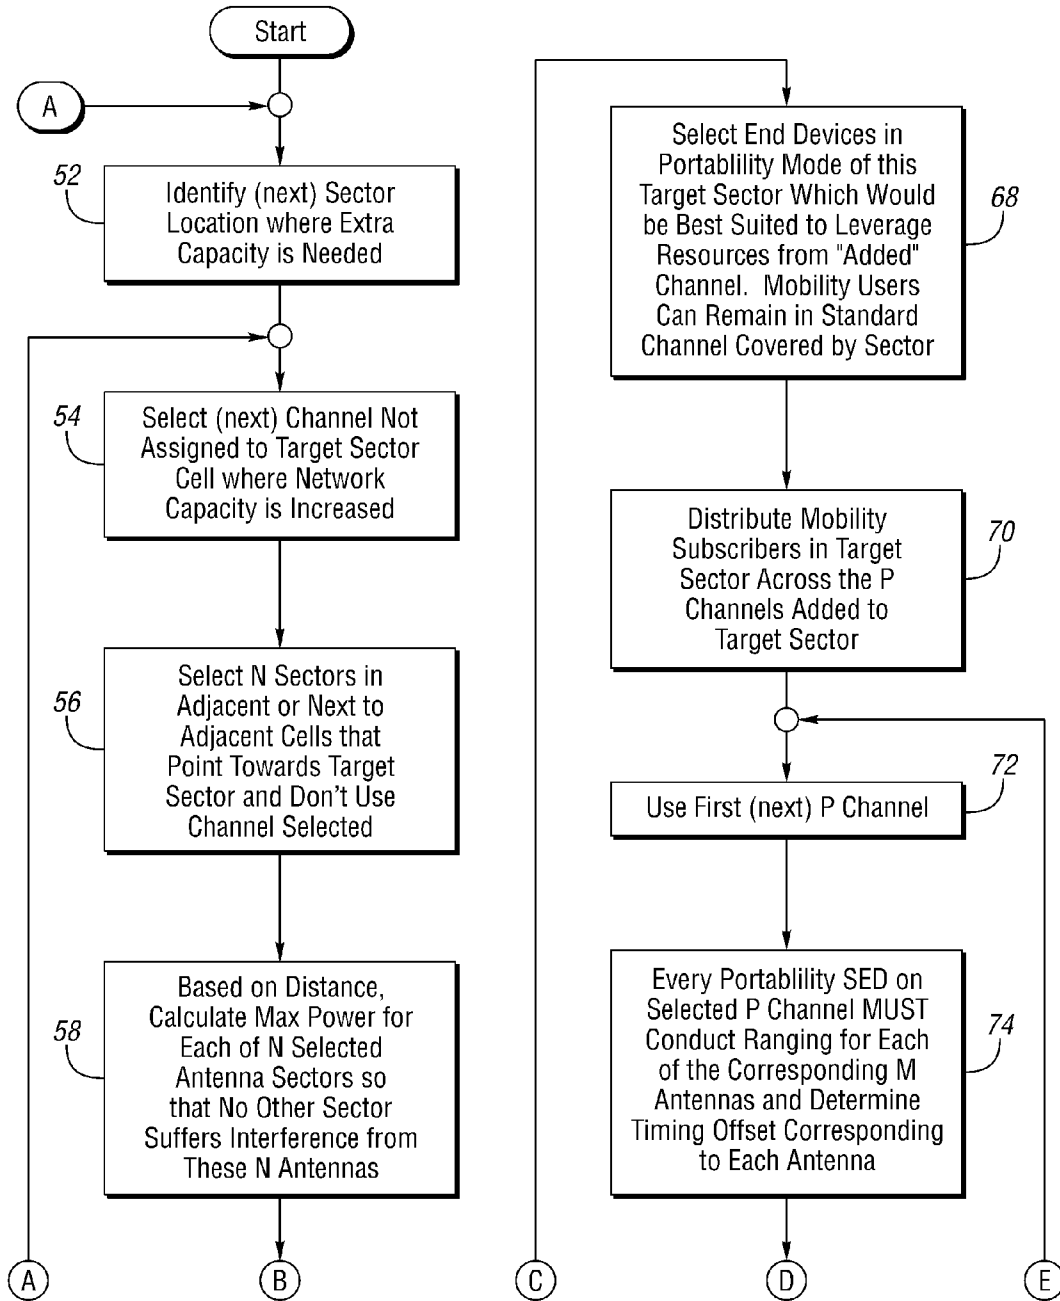 Start
A
52
Identify (next) Sector
Location where Extra
Capacity is Needed
54
Select (next) Channel Not
Assigned to Target Sector
Cell where Network
Capacity is Increased
56
Select N Sectors in
Adjacent or Next to
Adjacent Cells that
Point Towards Target
Sector and Don't Use
Channel Selected
58
Based on Distance,
Calculate Max Power for
Each of N Selected
Antenna Sectors so
that No Other Sector
Suffers Interference from
These N Antennas
A
B
Select End Devices in
Portablility Mode of this
Target Sector Which Would
be Best Suited to Leverage
Resources from "Added"
Channel. Mobility Users
Can Remain in Standard
Channel Covered by Sector
68
Distribute Mobility
Subscribers in Target
Sector Across the P
Channels Added to
Target Sector
70
Use First (next) P Channel
72
Every Portablility SED on
Selected P Channel MUST
Conduct Ranging for Each
of the Corresponding M
Antennas and Determine
Timing Offset Corresponding
to Each Antenna
74
C
D
E